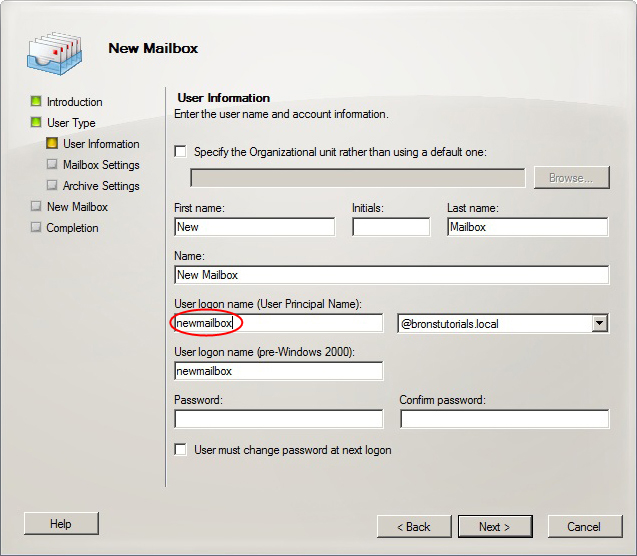 New Mailbox
Introduction
User Type
User Information
Mailbox Settings
Archive Settings
New Mailbox
Completion
User Information
Enter the user name and account information.
Specify the Organizational unit rather than using a default one:
Browse...
First name: Initials: Last name:
New Mailbox
Name:
New Mailbox
User logon name (User Principal Name):
newmailbox @bronstutorials.local
User logon name (pre-Windows 2000):
newmailbox
Password: Confirm password:
User must change password at next logon
Help < Back Next > Cancel